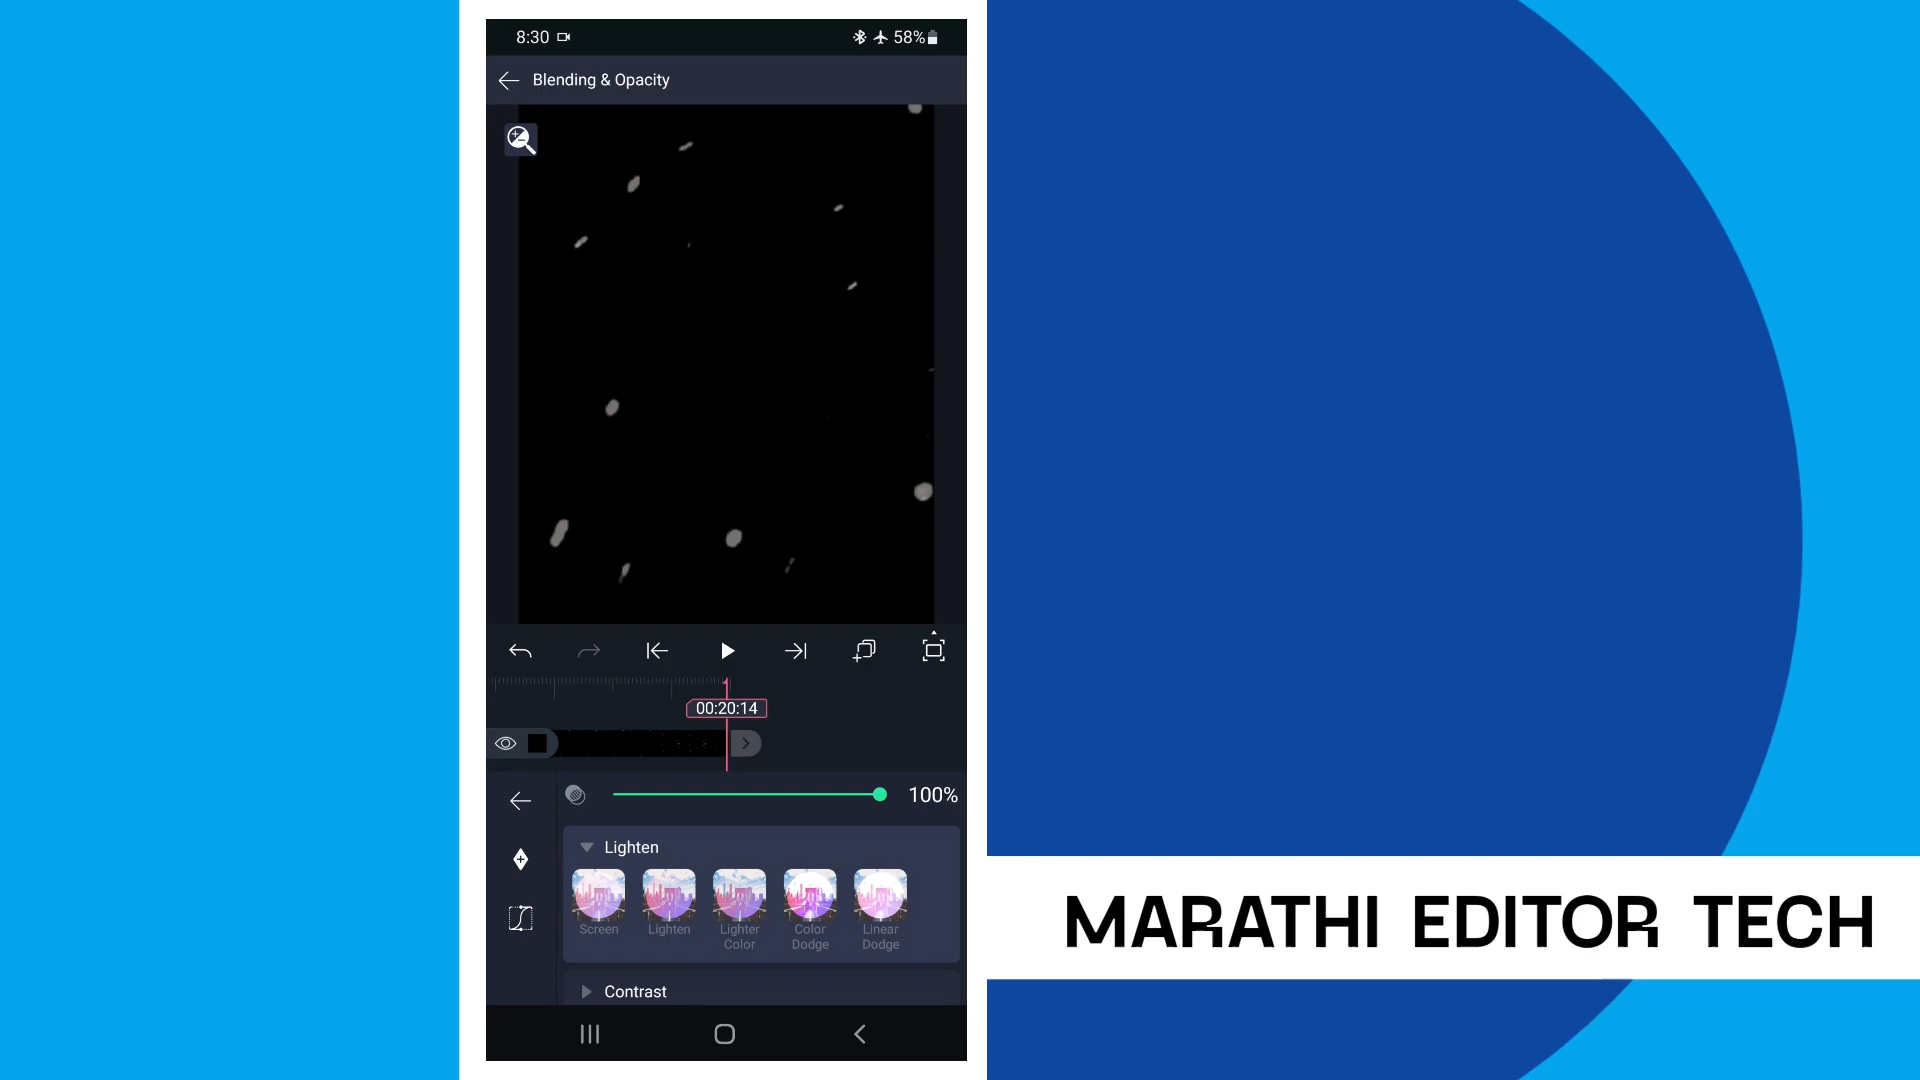 8:30
58%
Blending & Opacity
00:20:14
100%
Lighten
Screen
Lighten
Lighter
Color
Color
Dodge
Linear
Dodge
Contrast
MARATHI EDITOR TECH